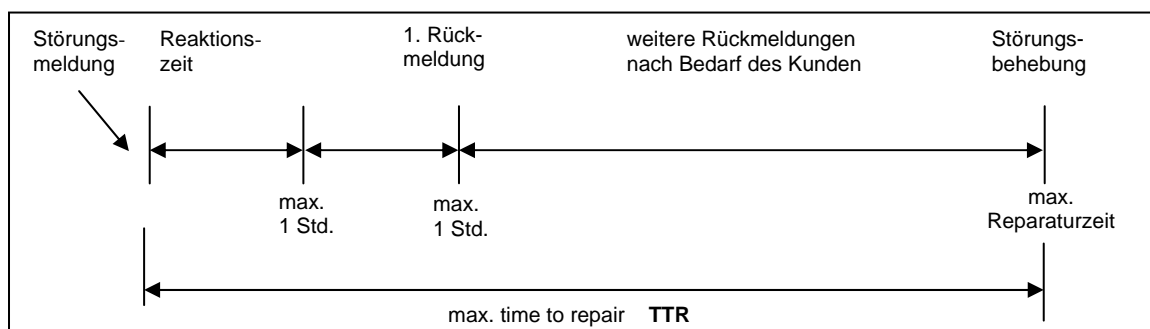 Störungs-
meldung
Reaktions-
zeit
1. Rück-
meldung
weitere Rückmeldungen
nach Bedarf des Kunden
Störungs-
behebung
max.
1 Std.
max.
1 Std.
max.
Reparaturzeit
max. time to repair TTR